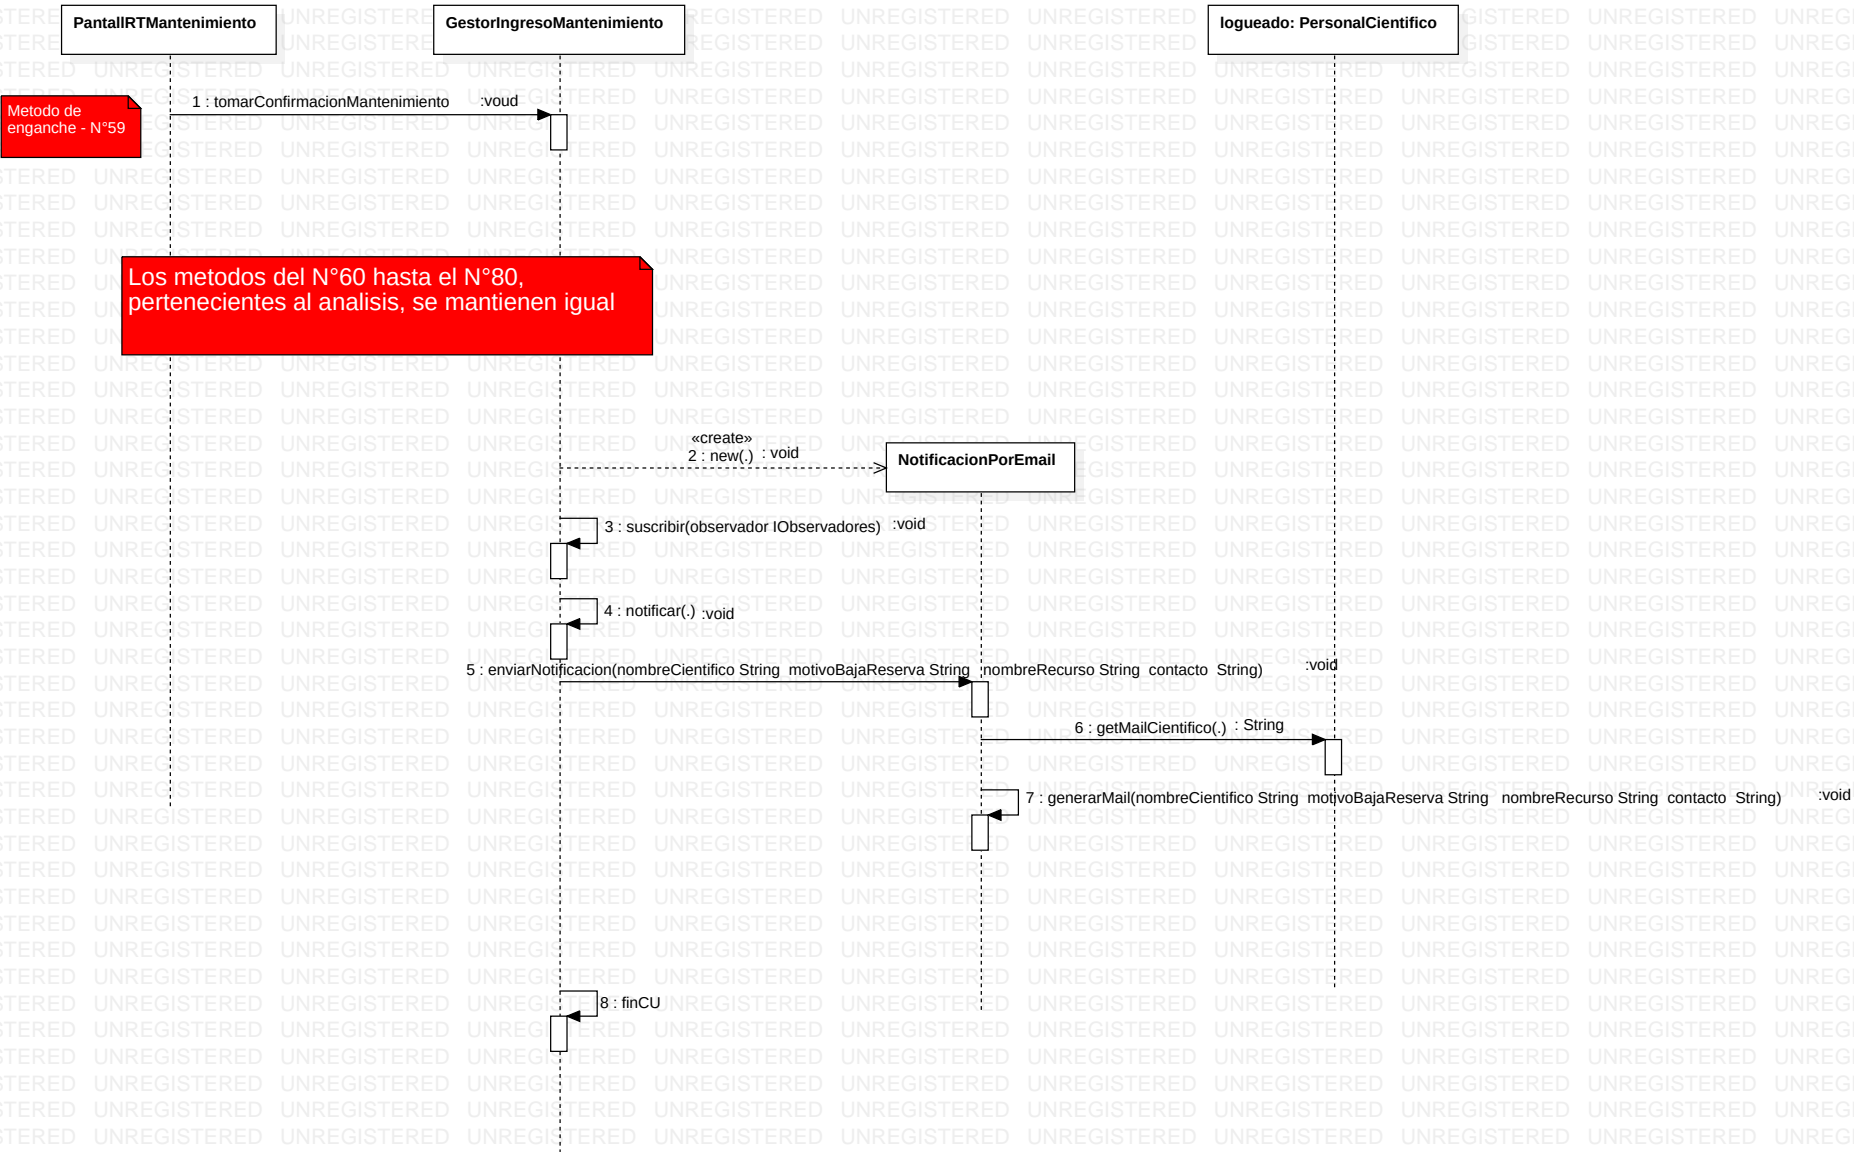 PantallRTMantenimiento
GestorIngresoMantenimiento
logueado: PersonalCientifico
Metodo de
enganche - N°59
1 : tomarConfirmacionMantenimiento :voud
Los metodos del N°60 hasta el N°80,
pertenecientes al analisis, se mantienen igual
«create»
2 : new(.) : void
NotificacionPorEmail
3 : suscribir(observador IObservadores) :void
4 : notificar(.) :void
5 : enviarNotificacion(nombreCientifico String motivoBajaReserva String nombreRecurso String contacto String) :void
6 : getMailCientifico(.) : String
7 : generarMail(nombreCientifico String motivoBajaReserva String nombreRecurso String contacto String) :void
8 : finCU
UNREGISTERED